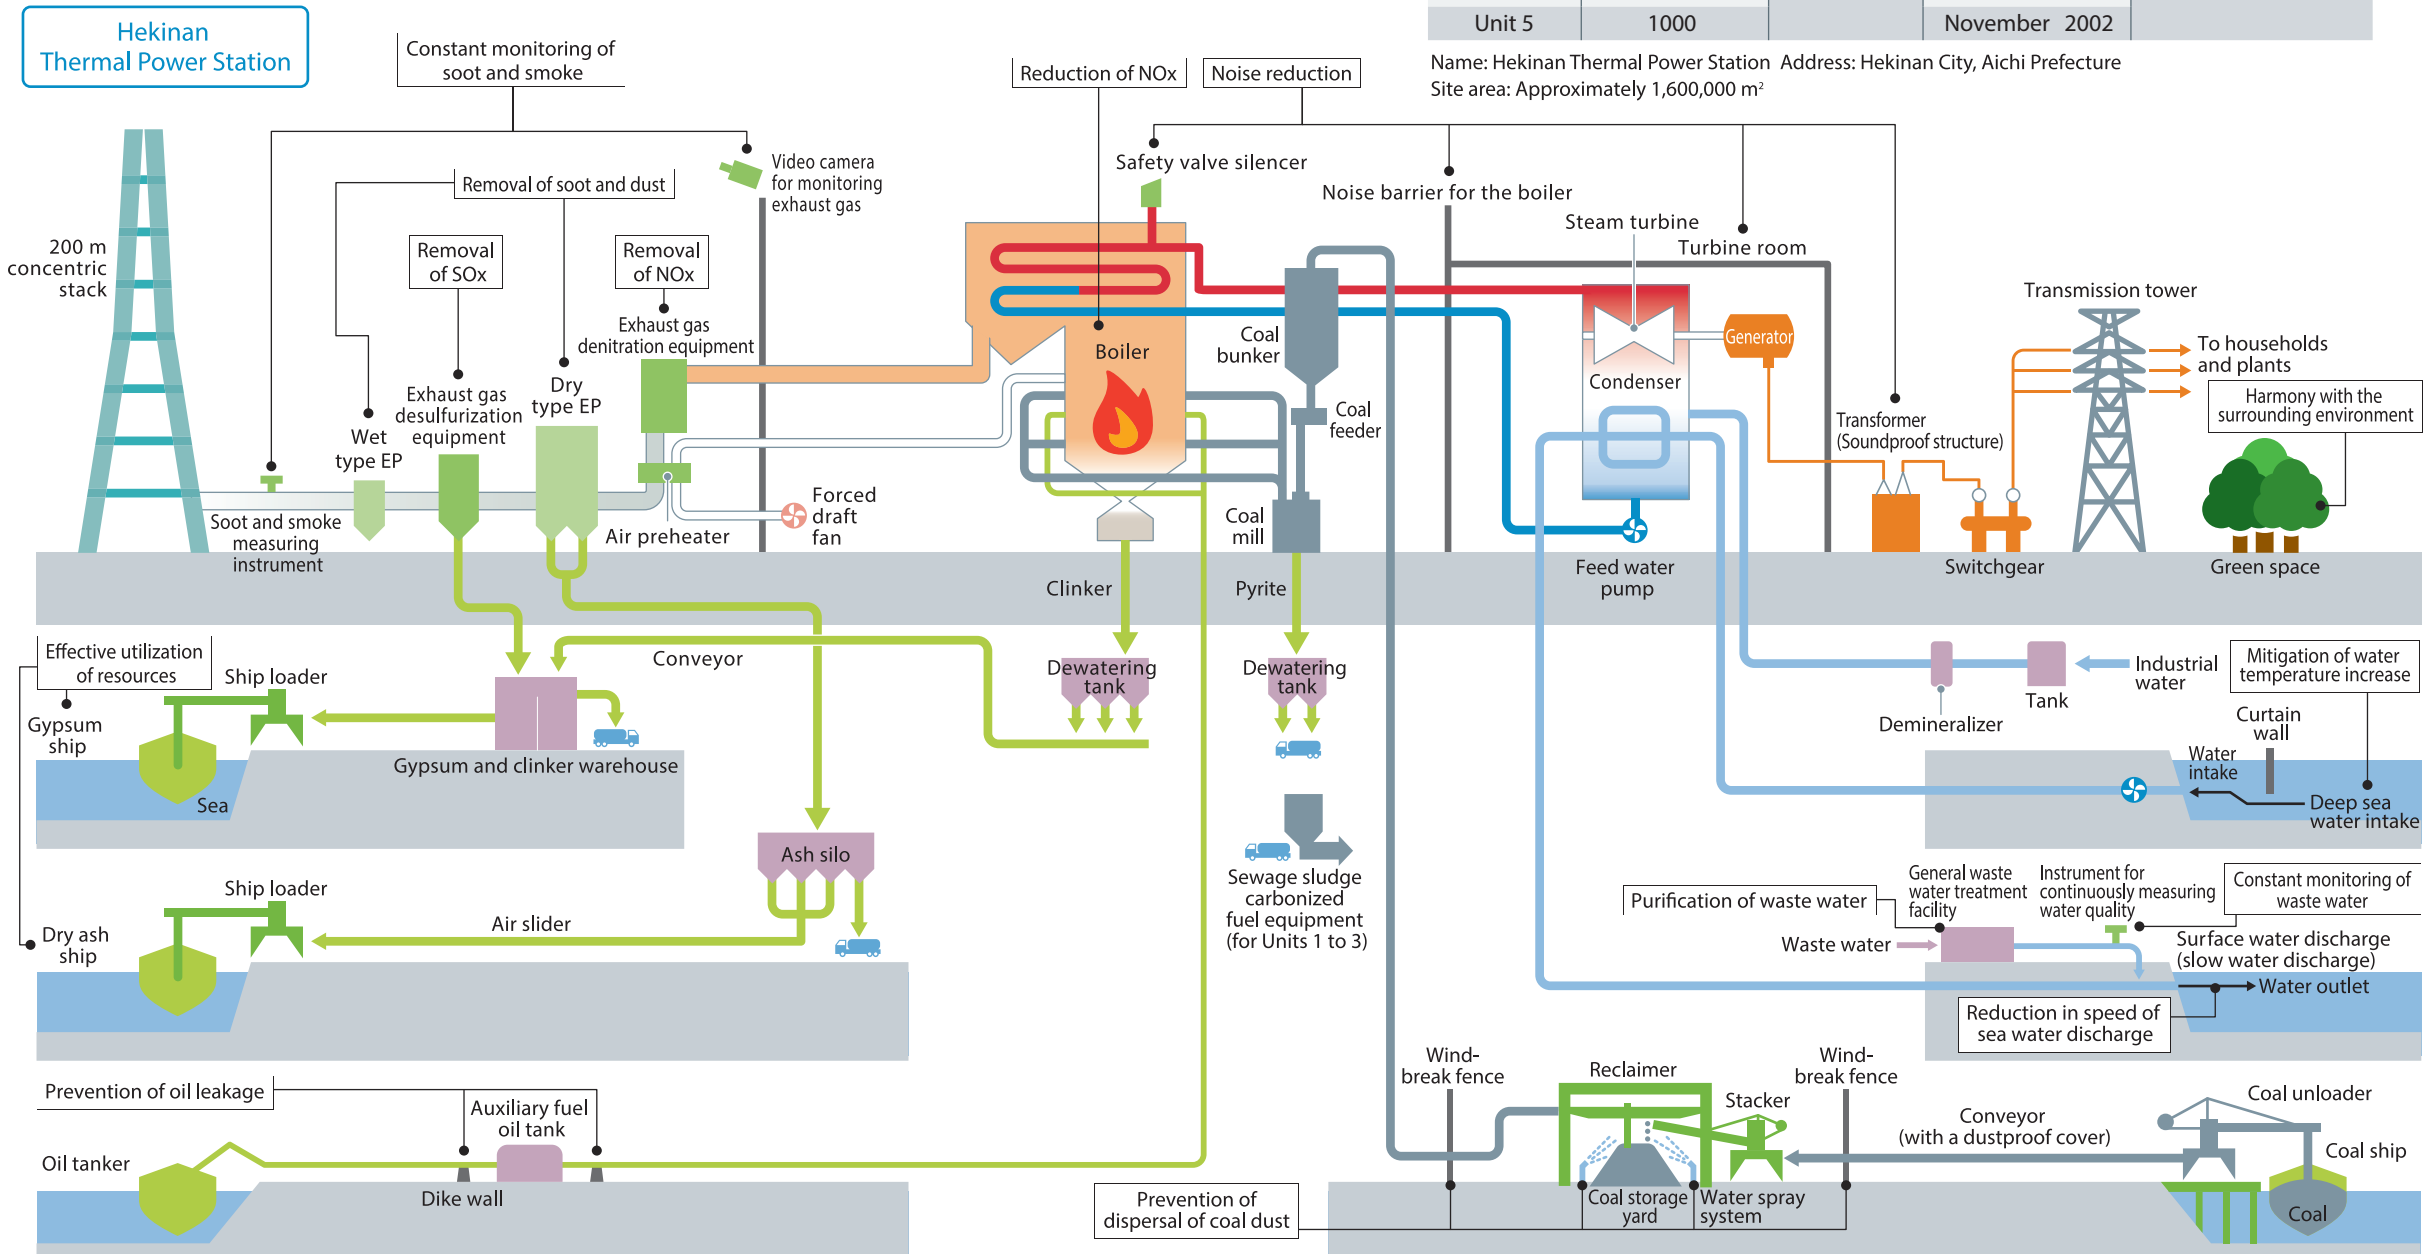 Hekinan
Thermal Power Station
Unit 5 1000 November 2002
Name: Hekinan Thermal Power Station Address: Hekinan City, Aichi Prefecture
Site area: Approximately 1,600,000 m²
Constant monitoring of
soot and smoke
Reduction of NOx
Noise reduction
Video camera
for monitoring
exhaust gas
Safety valve silencer
Removal of soot and dust
Noise barrier for the boiler
Steam turbine
Turbine room
200 m
concentric
stack
Removal
of SOx
Removal
of NOx
Exhaust gas
denitration equipment
Transmission tower
Coal
bunker
Boiler
Generator
To households
and plants
Condenser
Harmony with the
surrounding environment
Dry
type EP
Exhaust gas
desulfurization
equipment
Wet
type EP
Coal
feeder
Transformer
(Soundproof structure)
Soot and smoke
measuring
instrument
Air preheater
Forced
draft
fan
Coal
mill
Clinker
Pyrite
Feed water
pump
Switchgear
Green space
Effective utilization
of resources
Ship loader
Conveyor
Dewatering
tank
Dewatering
tank
Industrial
water
Tank
Demineralizer
Mitigation of water
temperature increase
Gypsum
ship
Curtain
wall
Water
intake
Gypsum and clinker warehouse
Sea
Deep sea
water intake
Ash silo
Sewage sludge
carbonized
fuel equipment
(for Units 1 to 3)
General waste
water treatment
facility
Instrument for
continuously measuring
water quality
Constant monitoring of
waste water
Purification of waste water
Ship loader
Air slider
Dry ash
ship
Waste water
Surface water discharge
(slow water discharge)
Water outlet
Reduction in speed of
sea water discharge
Wind-
break fence
Reclaimer
Wind-
break fence
Prevention of oil leakage
Auxiliary fuel
oil tank
Stacker
Conveyor
(with a dustproof cover)
Coal unloader
Oil tanker
Coal ship
Dike wall
Prevention of
dispersal of coal dust
Coal storage
yard
Water spray
system
Coal